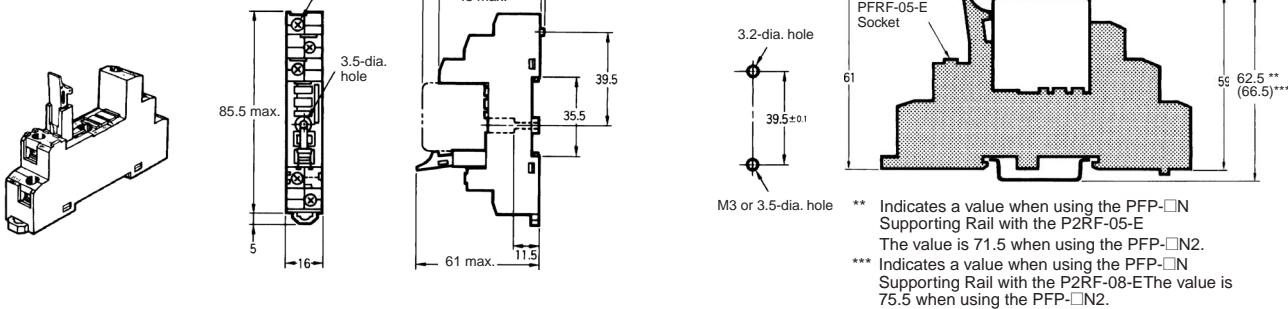 3.5-dia.
hole
85.5 max.
5
16
39.5
35.5
11.5
61 max.
3.2-dia. hole
39.5±0.1
M3 or 3.5-dia. hole
PFRF-05-E
Socket
61
59
62.5 **
(66.5)***
** Indicates a value when using the PFP-□N
Supporting Rail with the P2RF-05-E
The value is 71.5 when using the PFP-□N2.
*** Indicates a value when using the PFP-□N
Supporting Rail with the P2RF-08-EThe value is
75.5 when using the PFP-□N2.